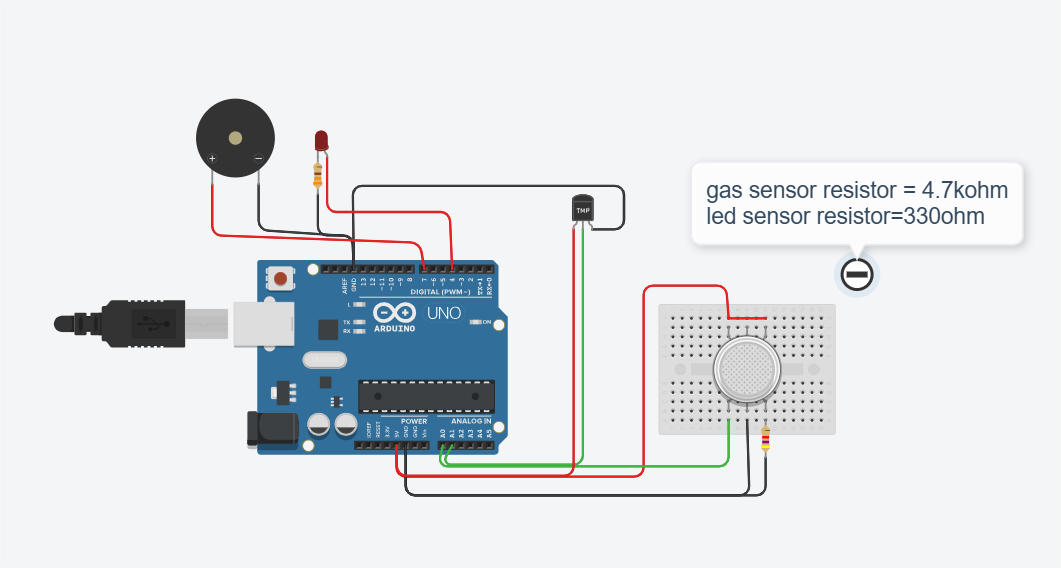 gas sensor resistor = 4.7kohm
led sensor resistor=330ohm
TMP
AREF
GND
13
12
~11
~10
~9
8
7
~6
~5
4
~3
2
TX→1
RX←0
DIGITAL (PWM~)
L
TX
RX
ARDUINO
UNO
ON
POWER
ANALOG IN
IOREF
RESET
3.3V
5V
GND
GND
Vin
A0
A1
A2
A3
A4
A5